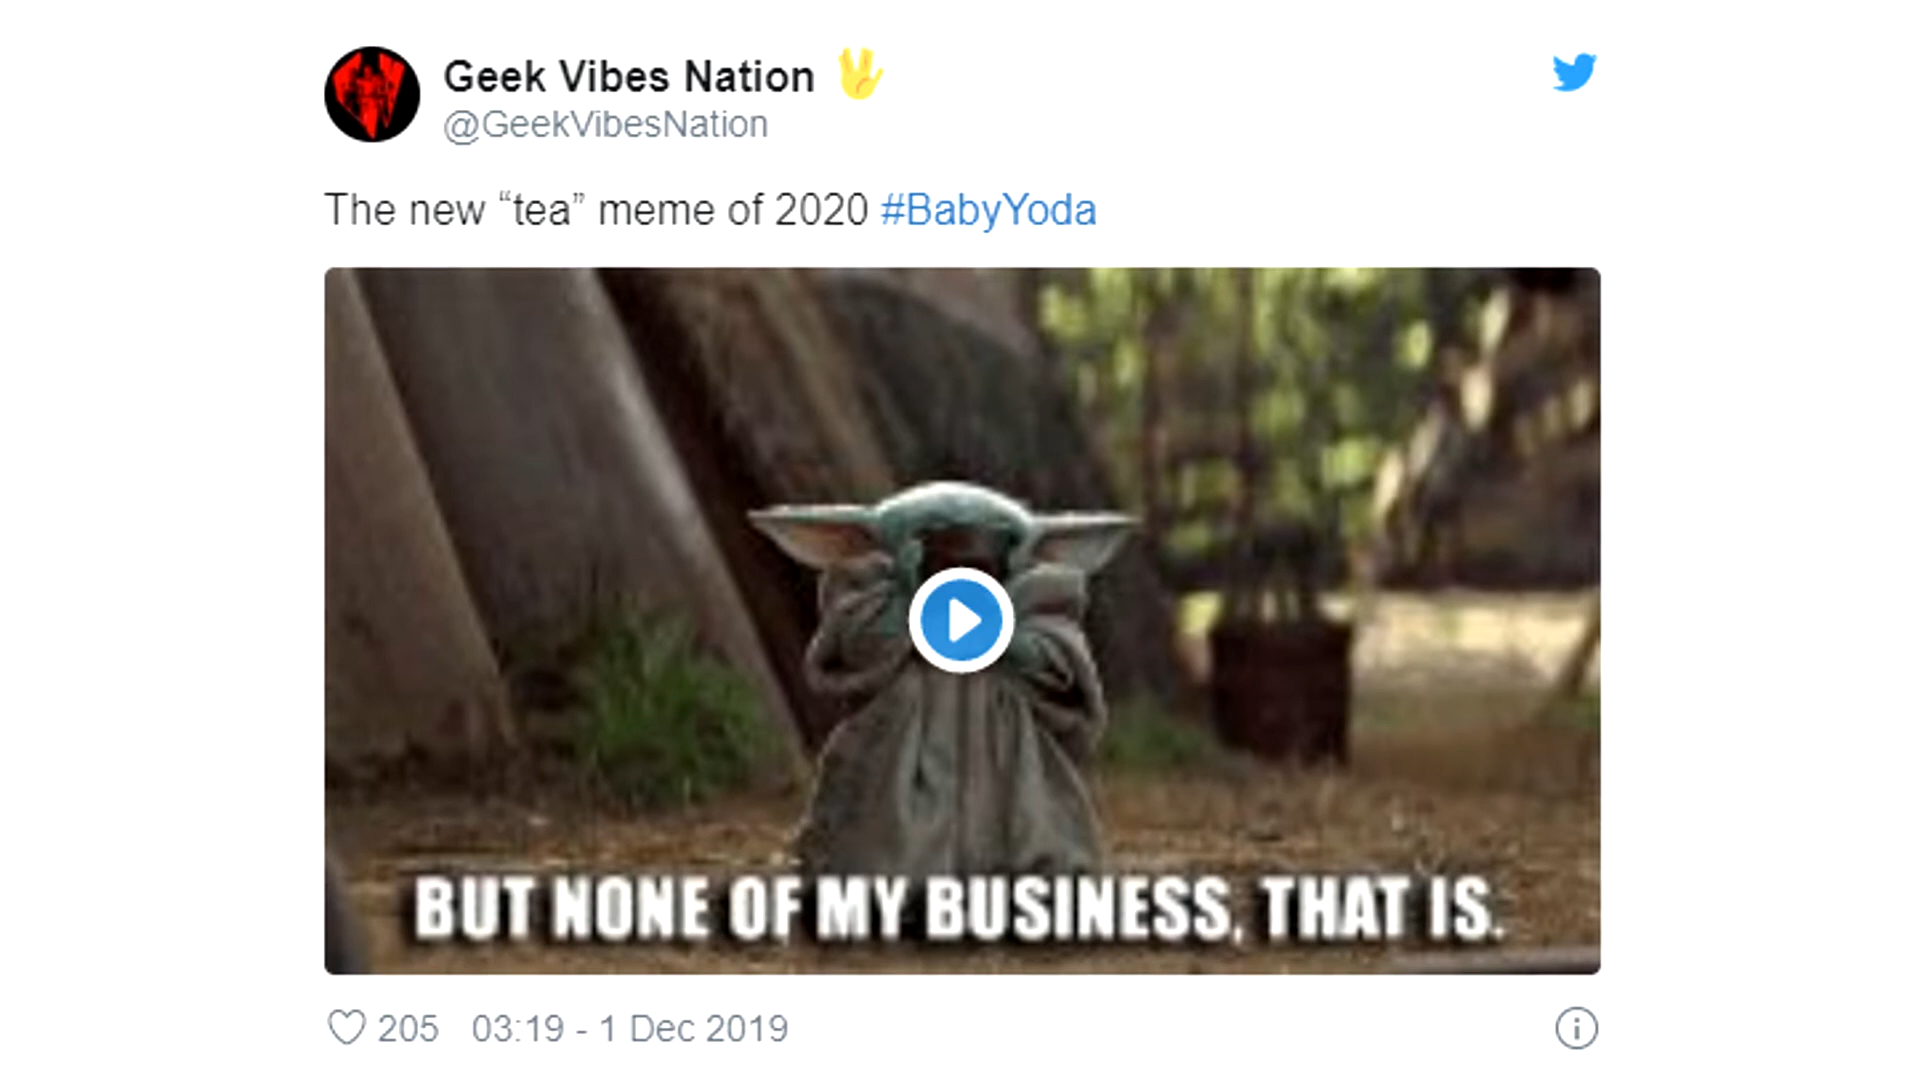 Geek Vibes Nation 🖖
@GeekVibesNation
The new “tea” meme of 2020 #BabyYoda
BUT NONE OF MY BUSINESS, THAT IS.
205 03:19 - 1 Dec 2019